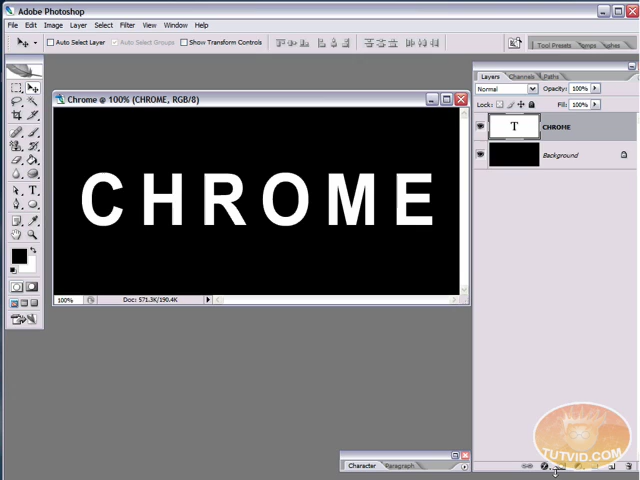 Adobe Photoshop
File Edit Image Layer Select Filter View Window Help
Auto Select Layer Auto Select Groups Show Transform Controls
Tool Presets Comps
Layers Channels Paths
Normal Opacity: 100%
Lock: Fill: 100%
T CHROME
Background
Chrome @ 100% (CHROME, RGB/8)
CHROME
100% Doc: 571.3K/190.4K
T
Character Paragraph
TUTVID.COM